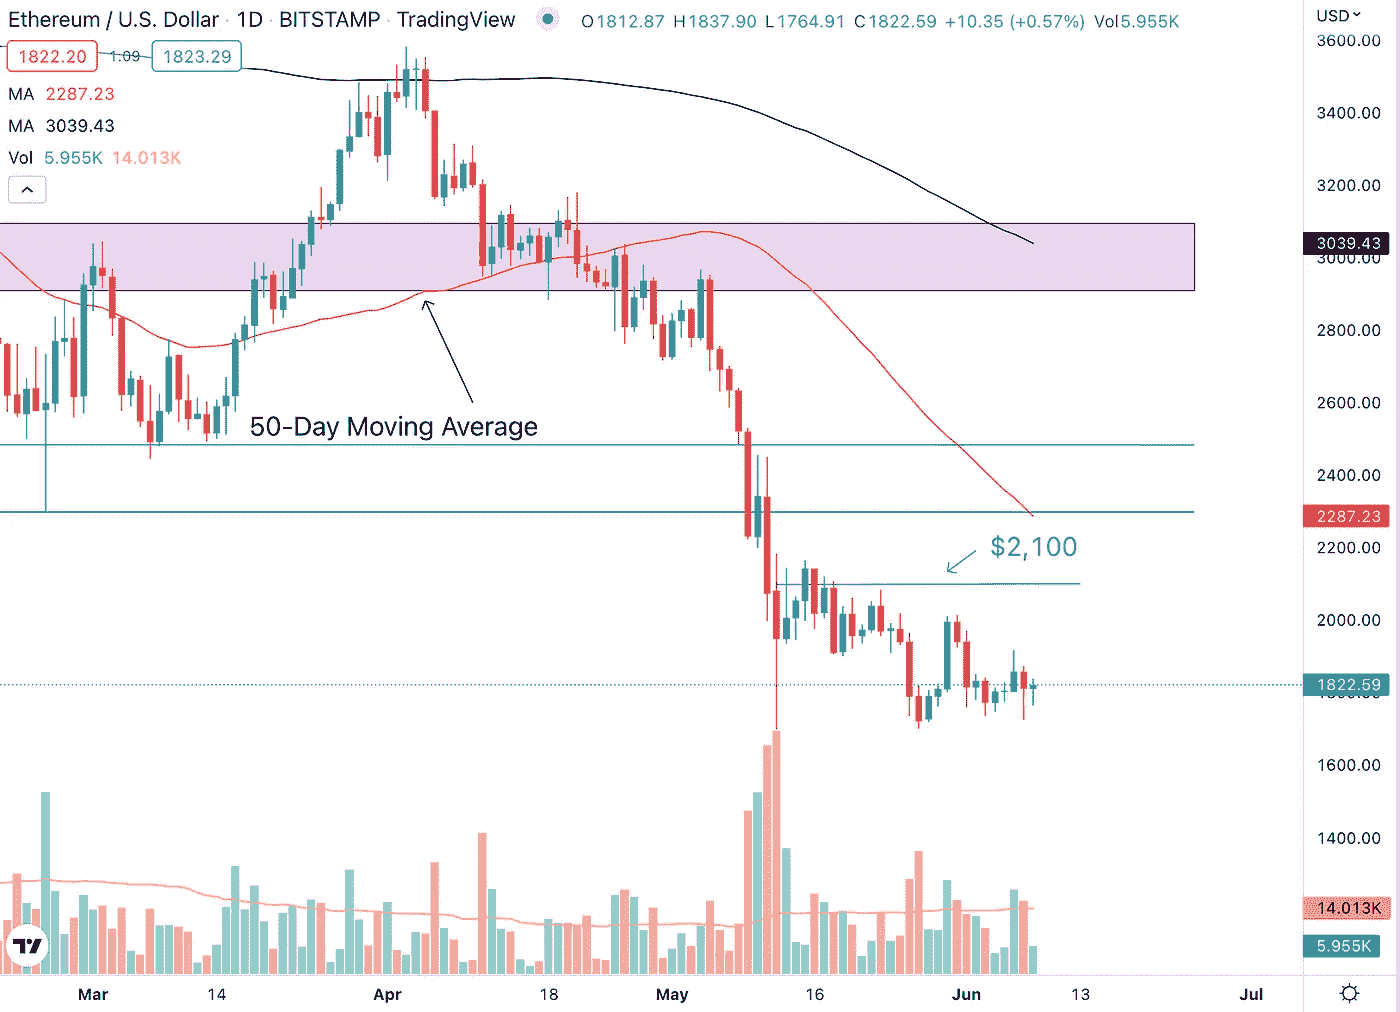 Ethereum / U.S. Dollar · 1D · BITSTAMP · TradingView O1812.87 H1837.90 L1764.91 C1822.59 +10.35 (+0.57%) Vol5.955K
USD
1822.20 1.09 1823.29
MA 2287.23
MA 3039.43
Vol 5.955K 14.013K
3600.00
3400.00
3200.00
3039.43
3000.00
2800.00
2600.00
50-Day Moving Average
2400.00
2287.23
2200.00
$2,100
2000.00
1822.59
1600.00
1400.00
14.013K
5.955K
Mar 14 Apr 18 May 16 Jun 13 Jul